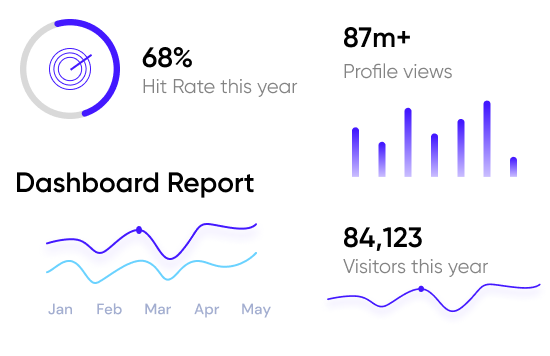 68%
Hit Rate this year
87m+
Profile views
Dashboard Report
Jan Feb Mar Apr May
84,123
Visitors this year